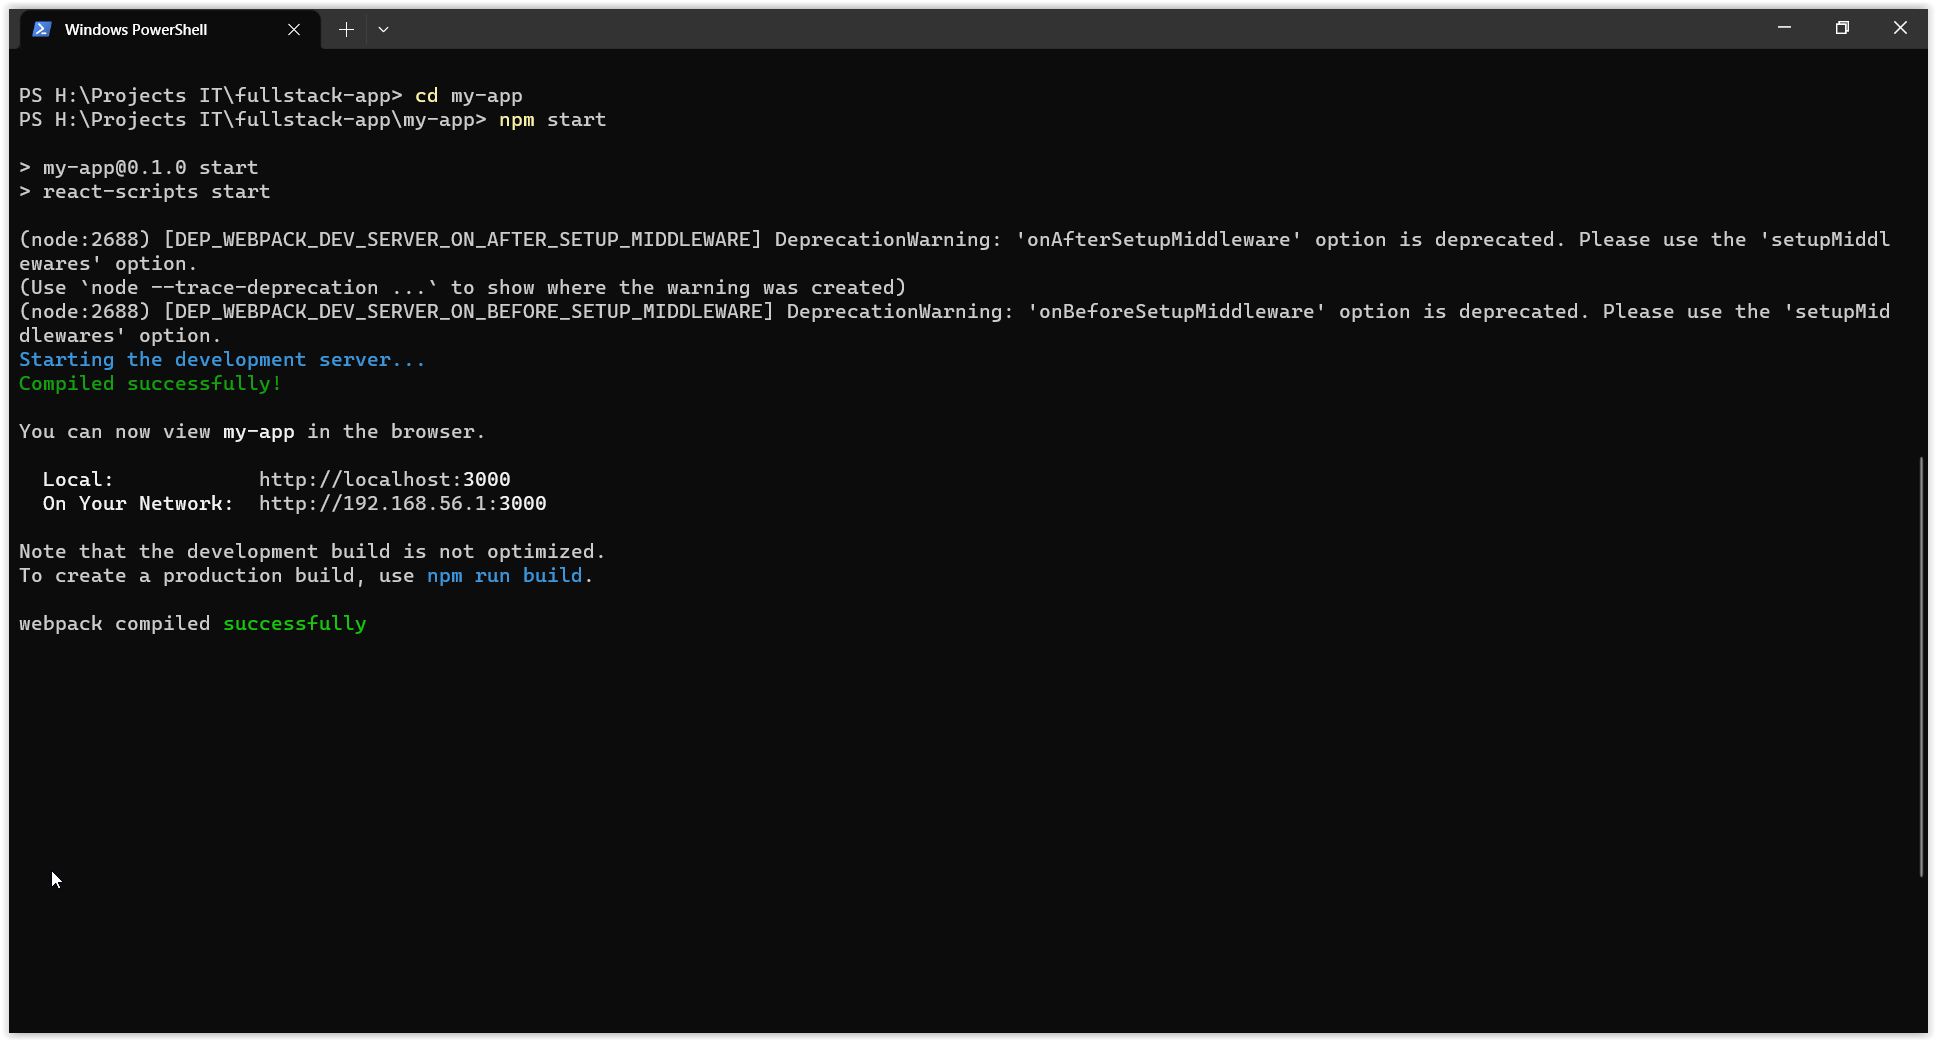 Windows PowerShell
PS H:\Projects IT\fullstack-app> cd my-app
PS H:\Projects IT\fullstack-app\my-app> npm start
> my-app@0.1.0 start
> react-scripts start
(node:2688) [DEP_WEBPACK_DEV_SERVER_ON_AFTER_SETUP_MIDDLEWARE] DeprecationWarning: 'onAfterSetupMiddleware' option is deprecated. Please use the 'setupMiddl
ewares' option.
(Use `node --trace-deprecation ...` to show where the warning was created)
(node:2688) [DEP_WEBPACK_DEV_SERVER_ON_BEFORE_SETUP_MIDDLEWARE] DeprecationWarning: 'onBeforeSetupMiddleware' option is deprecated. Please use the 'setupMid
dlewares' option.
Starting the development server...
Compiled successfully!
You can now view my-app in the browser.
Local: http://localhost:3000
On Your Network: http://192.168.56.1:3000
Note that the development build is not optimized.
To create a production build, use npm run build.
webpack compiled successfully